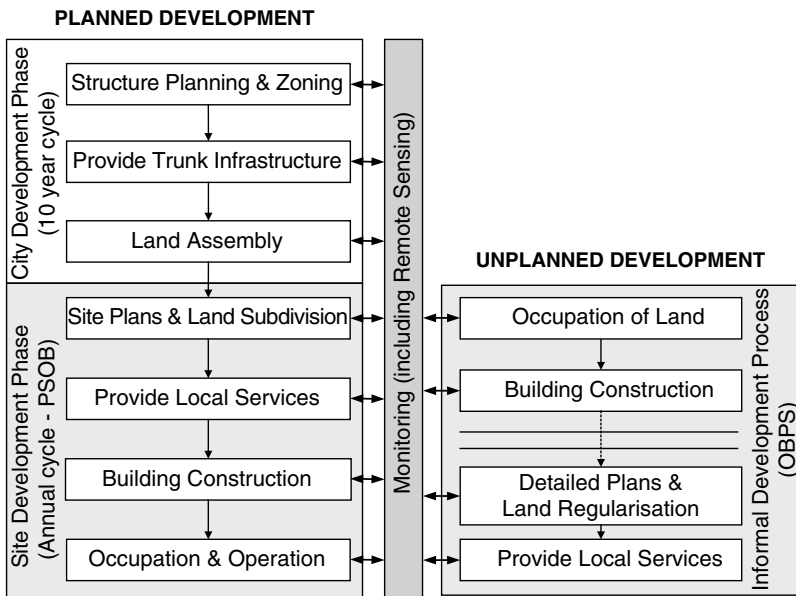 PLANNED DEVELOPMENT
City Development Phase
(10 year cycle)
Structure Planning & Zoning
Provide Trunk Infrastructure
Land Assembly
Site Development Phase
(Annual cycle - PSOB)
Site Plans & Land Subdivision
Provide Local Services
Building Construction
Occupation & Operation
Monitoring (including Remote Sensing)
UNPLANNED DEVELOPMENT
Occupation of Land
Building Construction
Detailed Plans &
Land Regularisation
Provide Local Services
Informal Development Process
(OBPS)